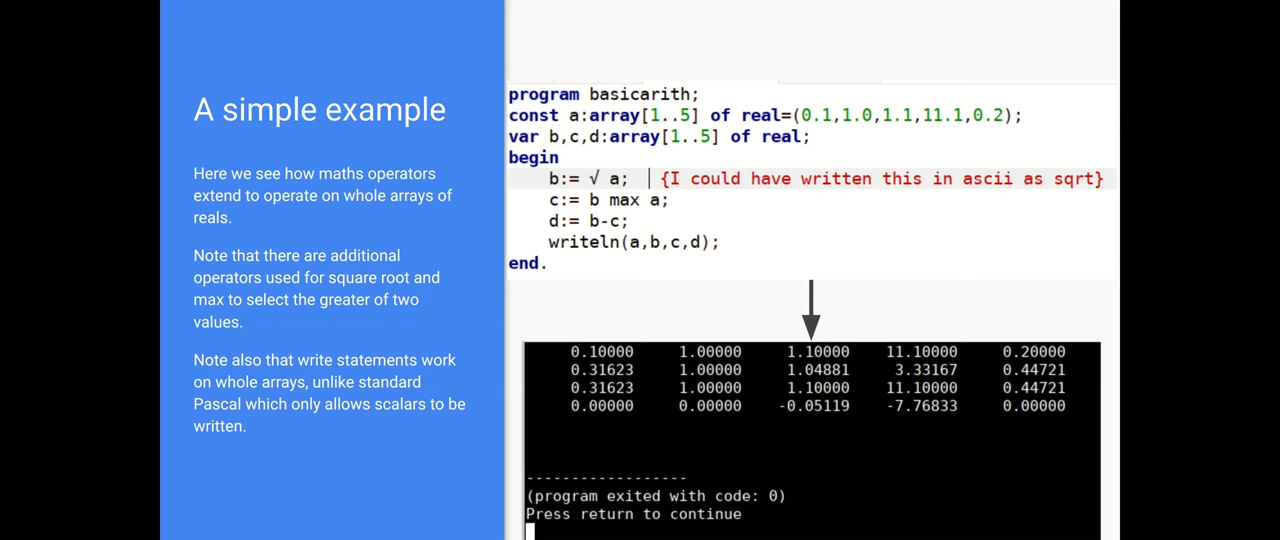 A simple example
Here we see how maths operators
extend to operate on whole arrays of
reals.
Note that there are additional
operators used for square root and
max to select the greater of two
values.
Note also that write statements work
on whole arrays, unlike standard
Pascal which only allows scalars to be
written.
program basicarith;
const a:array[1..5] of real=(0.1,1.0,1.1,11.1,0.2);
var b,c,d:array[1..5] of real;
begin
b:= √ a; {I could have written this in ascii as sqrt}
c:= b max a;
d:= b-c;
writeln(a,b,c,d);
end.
0.10000 1.00000 1.10000 11.10000 0.20000
0.31623 1.00000 1.04881 3.33167 0.44721
0.31623 1.00000 1.10000 11.10000 0.44721
0.00000 0.00000 -0.05119 -7.76833 0.00000
------------------
(program exited with code: 0)
Press return to continue